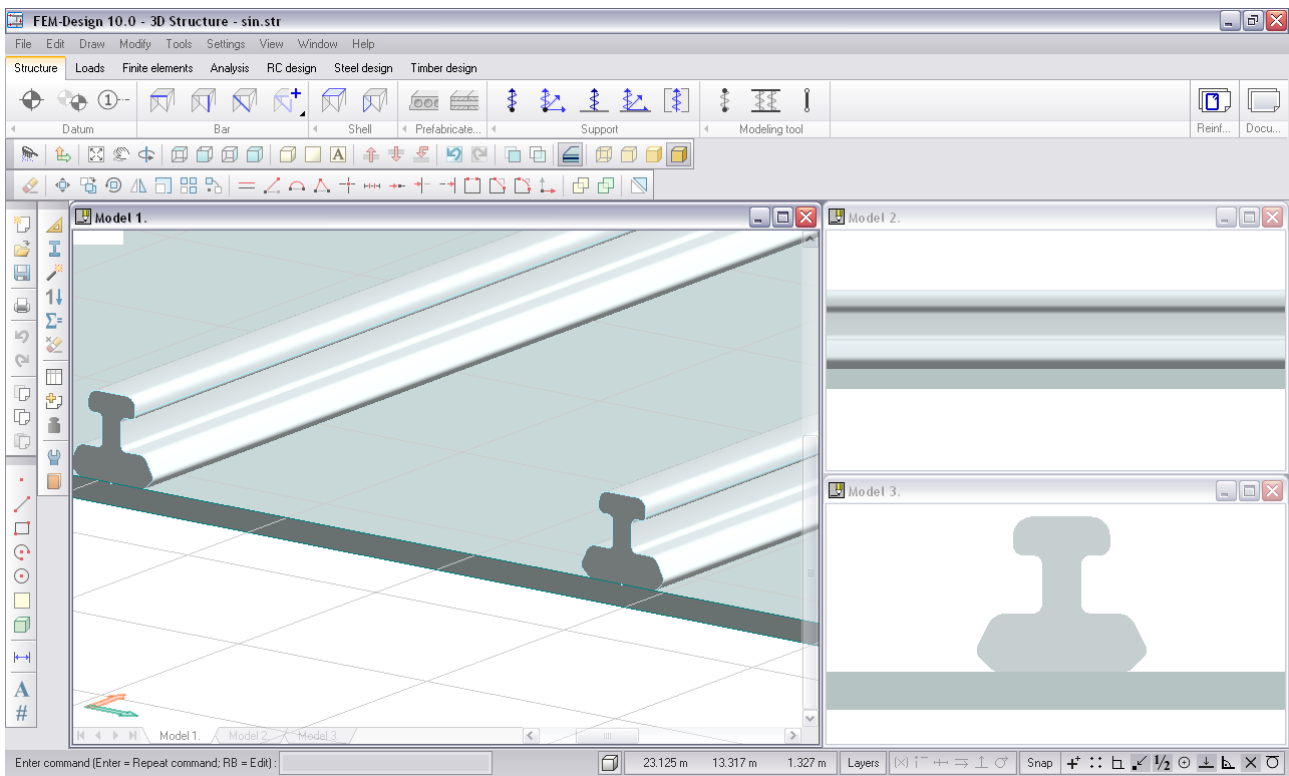 FEM-Design 10.0 - 3D Structure - sin.str
File Edit Draw Modify Tools Settings View Window Help
Structure Loads Finite elements Analysis RC design Steel design Timber design
1
Datum Bar Shell Prefabricate... Support Modeling tool Reinf... Docu...
A
Model 1.
Model 2.
Model 3.
Σ=
A
#
Model 1. Model 2. Model 3.
Enter command (Enter = Repeat command; RB = Edit) : 23.125 m 13.317 m 1.327 m Layers Snap 1/2